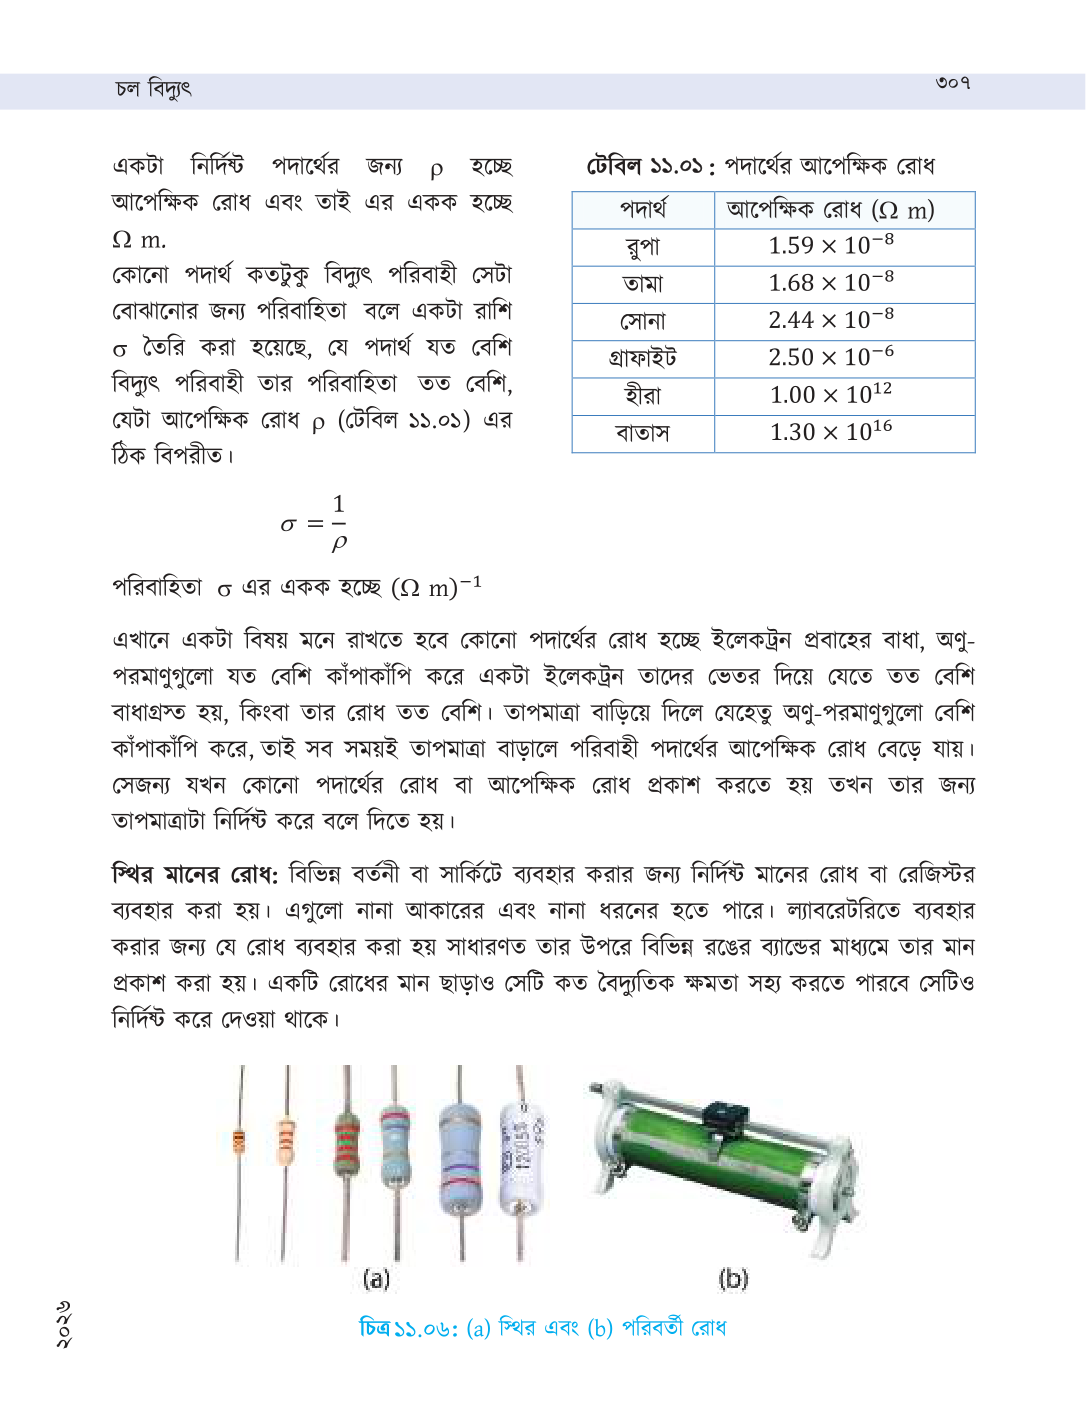 চল বিদ্যুৎ
৩০৭
একটা নির্দিষ্ট পদার্থের জন্য ρ হচ্ছে
আপেক্ষিক রোধ এবং তাই এর একক হচ্ছে
Ω m.
কোনো পদার্থ কতটুকু বিদ্যুৎ পরিবাহী সেটা
বোঝানোর জন্য পরিবাহিতা বলে একটা রাশি
σ তৈরি করা হয়েছে, যে পদার্থ যত বেশি
বিদ্যুৎ পরিবাহী তার পরিবাহিতা তত বেশি,
যেটা আপেক্ষিক রোধ ρ (টেবিল ১১.০১) এর
ঠিক বিপরীত।
σ = 1/ρ
পরিবাহিতা σ এর একক হচ্ছে (Ω m)⁻¹
টেবিল ১১.০১ : পদার্থের আপেক্ষিক রোধ
পদার্থ আপেক্ষিক রোধ (Ω m)
রুপা 1.59 × 10⁻⁸
তামা 1.68 × 10⁻⁸
সোনা 2.44 × 10⁻⁸
গ্রাফাইট 2.50 × 10⁻⁶
হীরা 1.00 × 10¹²
বাতাস 1.30 × 10¹⁶
এখানে একটা বিষয় মনে রাখতে হবে কোনো পদার্থের রোধ হচ্ছে ইলেকট্রন প্রবাহের বাধা, অণু-
পরমাণুগুলো যত বেশি কাঁপাকাঁপি করে একটা ইলেকট্রন তাদের ভেতর দিয়ে যেতে তত বেশি
বাধাগ্রস্ত হয়, কিংবা তার রোধ তত বেশি। তাপমাত্রা বাড়িয়ে দিলে যেহেতু অণু-পরমাণুগুলো বেশি
কাঁপাকাঁপি করে, তাই সব সময়ই তাপমাত্রা বাড়ালে পরিবাহী পদার্থের আপেক্ষিক রোধ বেড়ে যায়।
সেজন্য যখন কোনো পদার্থের রোধ বা আপেক্ষিক রোধ প্রকাশ করতে হয় তখন তার জন্য
তাপমাত্রাটা নির্দিষ্ট করে বলে দিতে হয়।
স্থির মানের রোধ: বিভিন্ন বর্তনী বা সার্কিটে ব্যবহার করার জন্য নির্দিষ্ট মানের রোধ বা রেজিস্টর
ব্যবহার করা হয়। এগুলো নানা আকারের এবং নানা ধরনের হতে পারে। ল্যাবরেটরিতে ব্যবহার
করার জন্য যে রোধ ব্যবহার করা হয় সাধারণত তার উপরে বিভিন্ন রঙের ব্যান্ডের মাধ্যমে তার মান
প্রকাশ করা হয়। একটি রোধের মান ছাড়াও সেটি কত বৈদ্যুতিক ক্ষমতা সহ্য করতে পারবে সেটিও
নির্দিষ্ট করে দেওয়া থাকে।
(a)
(b)
চিত্র ১১.০৬: (a) স্থির এবং (b) পরিবর্তী রোধ
২০২৬